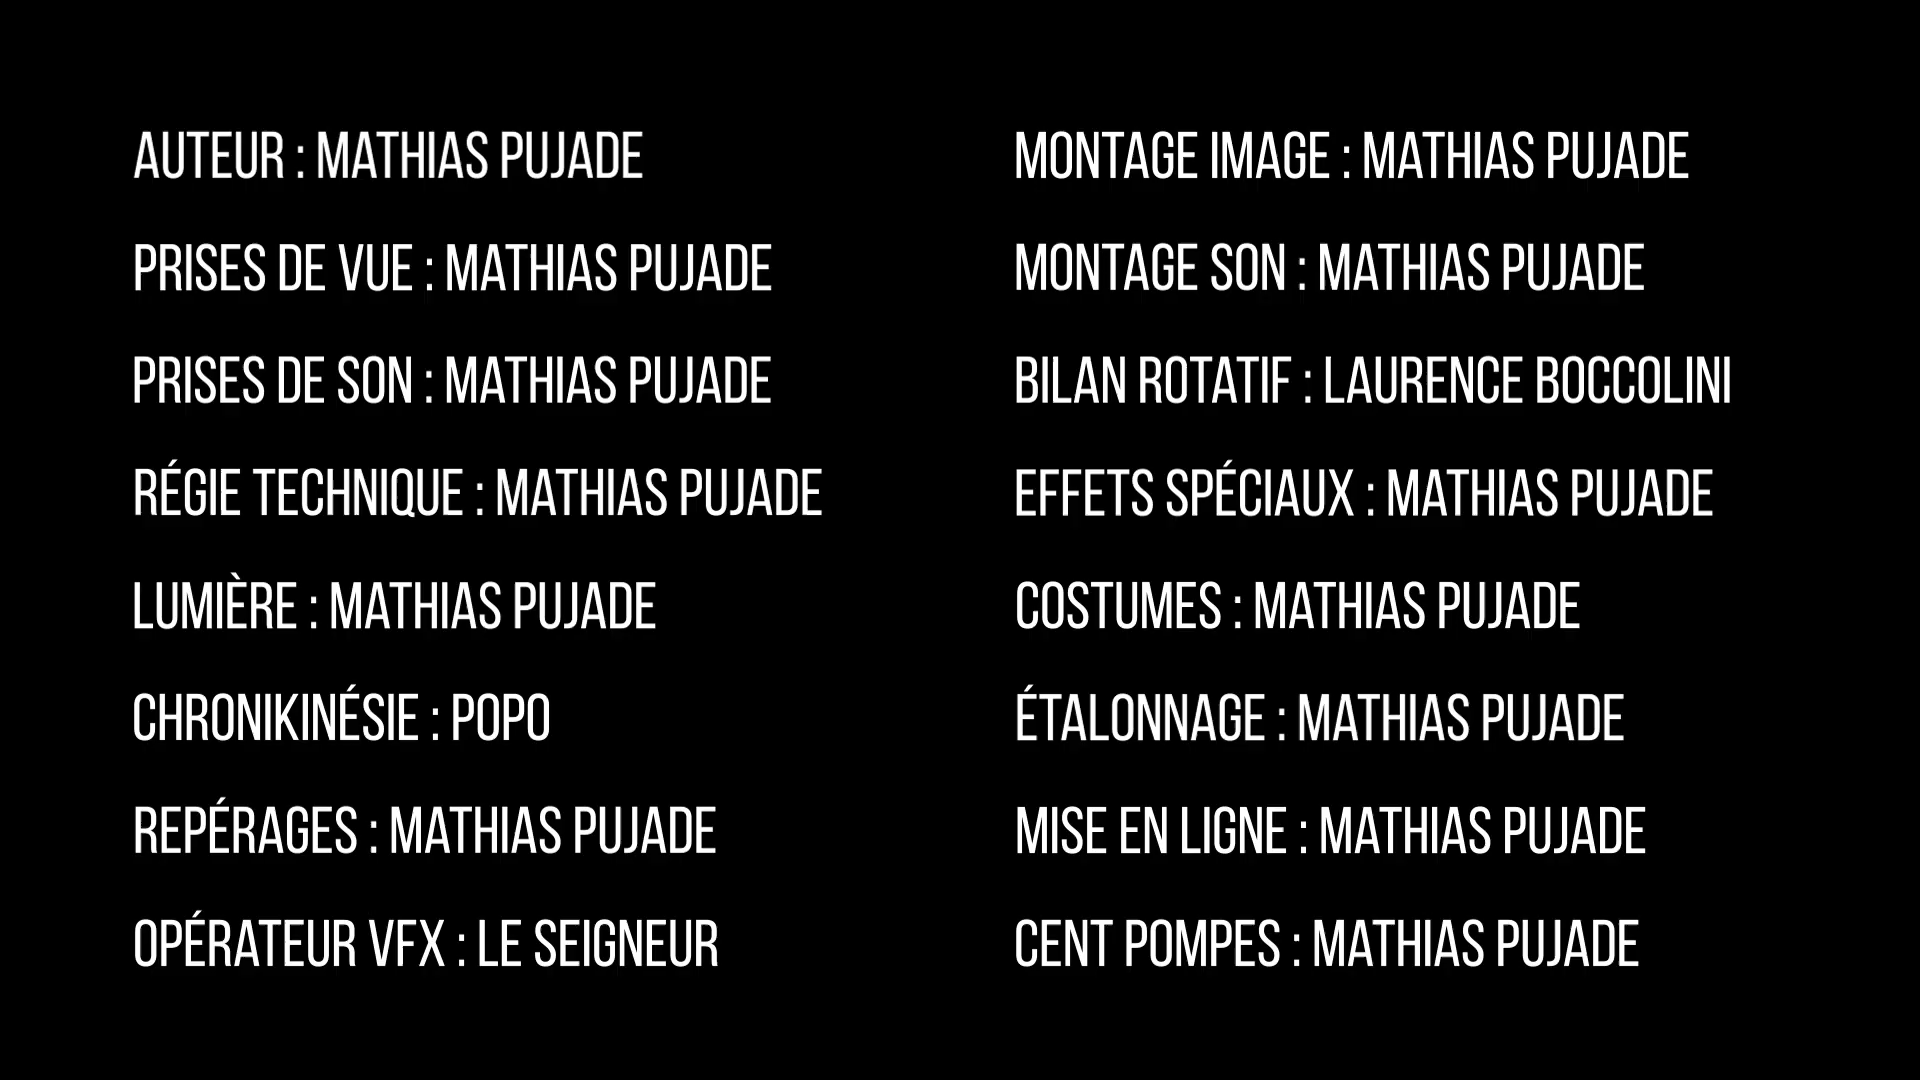 AUTEUR : MATHIAS PUJADE
PRISES DE VUE : MATHIAS PUJADE
PRISES DE SON : MATHIAS PUJADE
RÉGIE TECHNIQUE : MATHIAS PUJADE
LUMIÈRE : MATHIAS PUJADE
CHRONIKINÉSIE : POPO
REPÉRAGES : MATHIAS PUJADE
OPÉRATEUR VFX : LE SEIGNEUR
MONTAGE IMAGE : MATHIAS PUJADE
MONTAGE SON : MATHIAS PUJADE
BILAN ROTATIF : LAURENCE BOCCOLINI
EFFETS SPÉCIAUX : MATHIAS PUJADE
COSTUMES : MATHIAS PUJADE
ÉTALONNAGE : MATHIAS PUJADE
MISE EN LIGNE : MATHIAS PUJADE
CENT POMPES : MATHIAS PUJADE